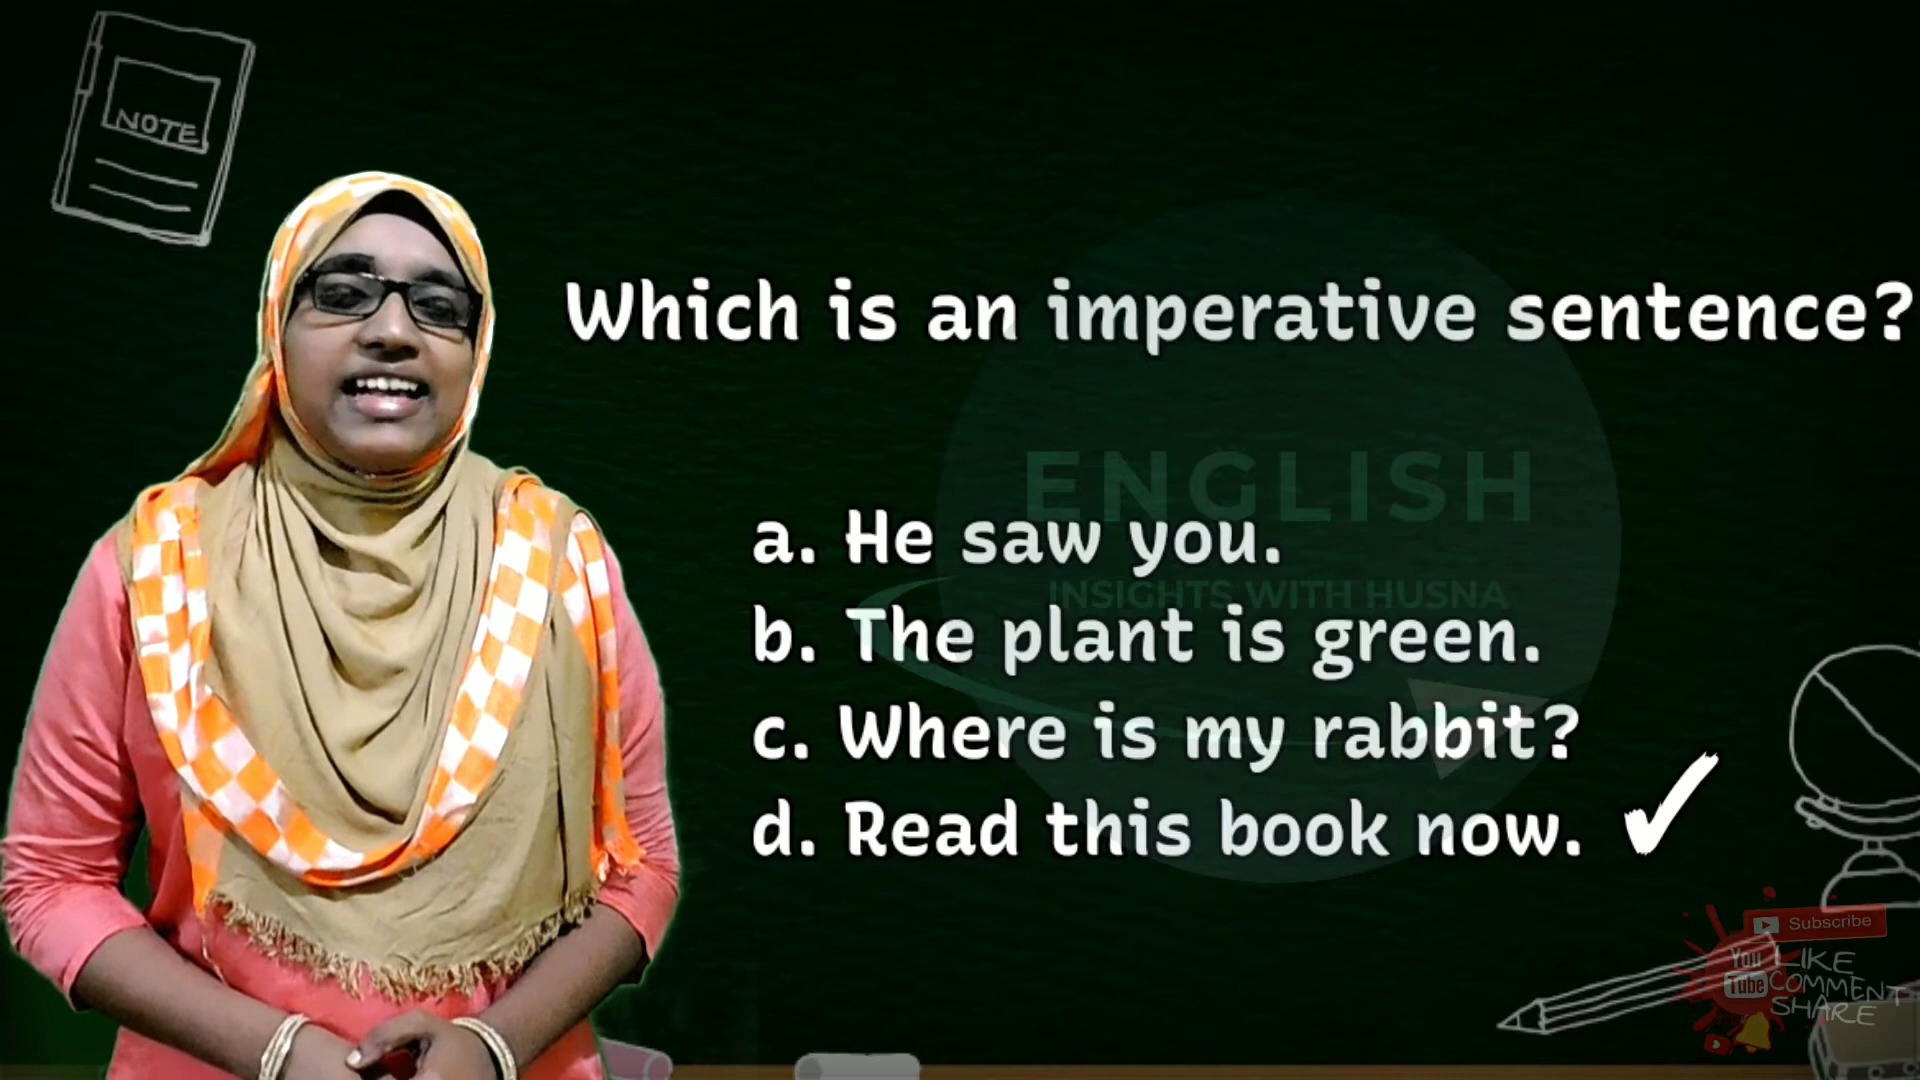 NOTE
Which is an imperative sentence?
ENGLISH
a. He saw you.
INSIGHTS WITH HUSNA
b. The plant is green.
c. Where is my rabbit?
d. Read this book now.
Subscribe
You
Tube
LIKE
COMMENT
SHARE